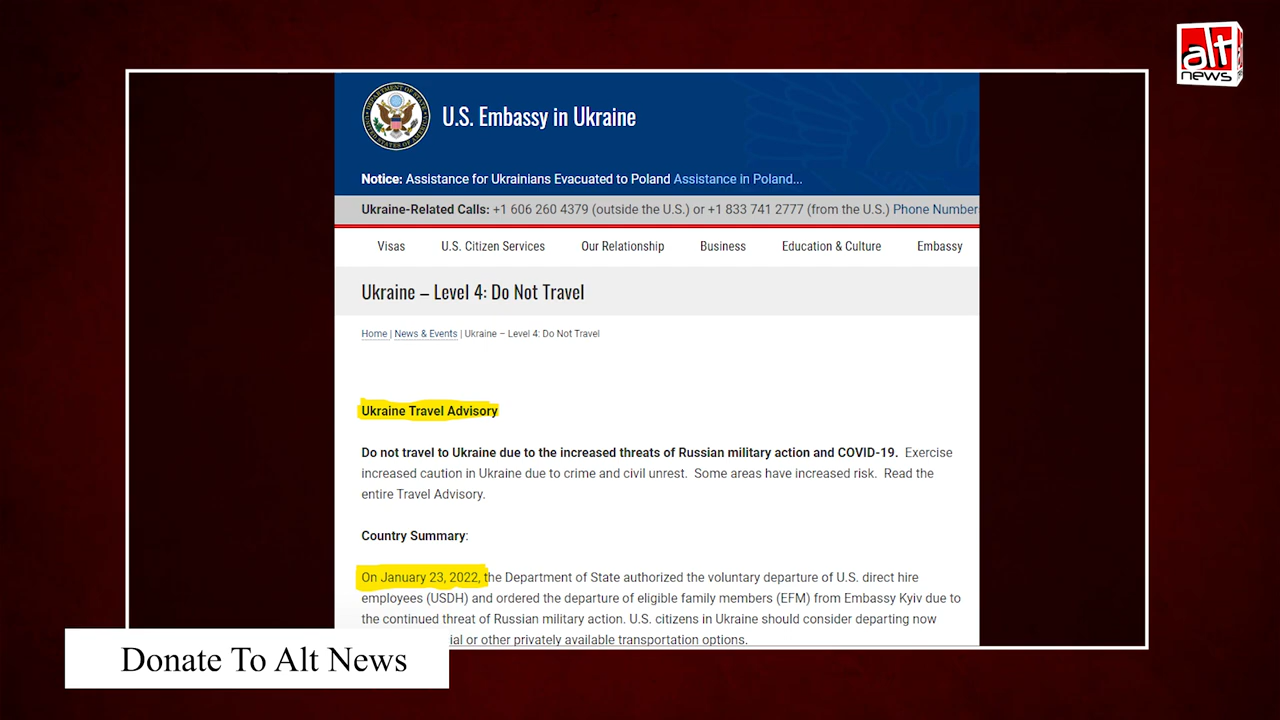 alt
news
U.S. Embassy in Ukraine
Notice: Assistance for Ukrainians Evacuated to Poland Assistance in Poland...
Ukraine-Related Calls: +1 606 260 4379 (outside the U.S.) or +1 833 741 2777 (from the U.S.) Phone Number
Visas U.S. Citizen Services Our Relationship Business Education & Culture Embassy
Ukraine – Level 4: Do Not Travel
Home | News & Events | Ukraine – Level 4: Do Not Travel
Ukraine Travel Advisory
Do not travel to Ukraine due to the increased threats of Russian military action and COVID-19. Exercise
increased caution in Ukraine due to crime and civil unrest. Some areas have increased risk. Read the
entire Travel Advisory.
Country Summary:
On January 23, 2022, the Department of State authorized the voluntary departure of U.S. direct hire
employees (USDH) and ordered the departure of eligible family members (EFM) from Embassy Kyiv due to
the continued threat of Russian military action. U.S. citizens in Ukraine should consider departing now
ial or other privately available transportation options.
Donate To Alt News